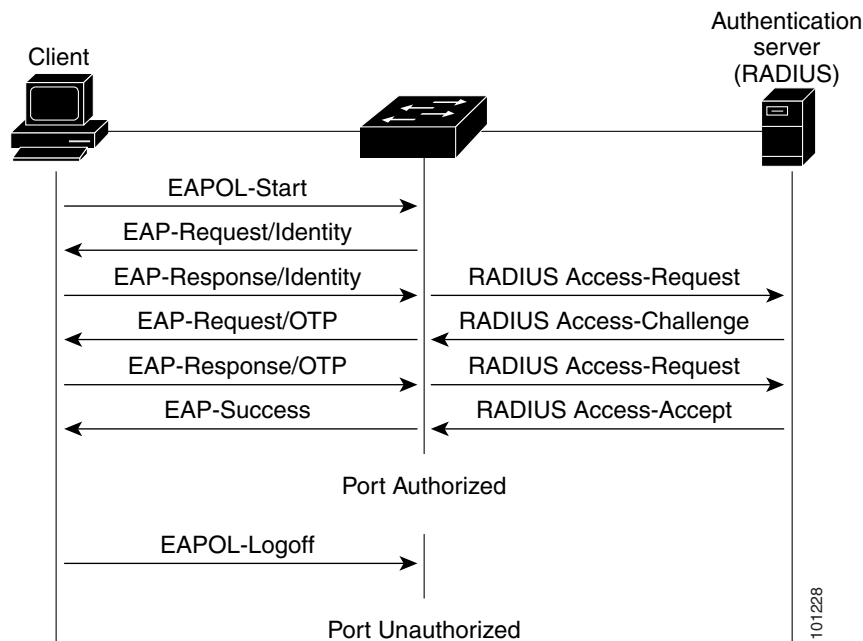 Authentication
server
(RADIUS)
Client
EAPOL-Start
EAP-Request/Identity
EAP-Response/Identity
RADIUS Access-Request
EAP-Request/OTP
RADIUS Access-Challenge
EAP-Response/OTP
RADIUS Access-Request
EAP-Success
RADIUS Access-Accept
Port Authorized
EAPOL-Logoff
Port Unauthorized
101228